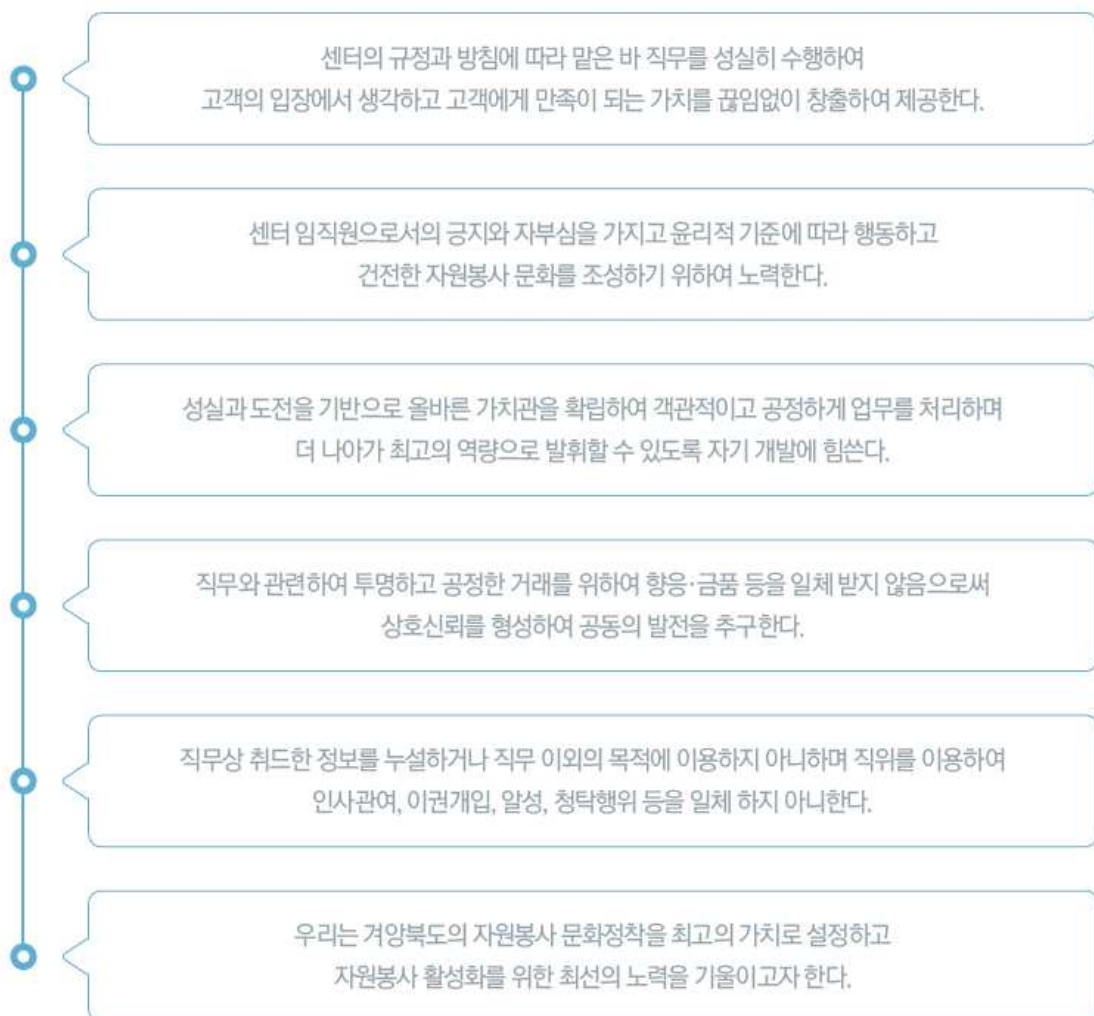 센터의 규정과 방침에 따라 맡은 바 직무를 성실히 수행하여
고객의 입장에서 생각하고 고객에게 만족이 되는 가치를 끊임없이 창출하여 제공한다.
센터 임직원으로서의 긍지와 자부심을 가지고 윤리적 기준에 따라 행동하고
건전한 자원봉사 문화를 조성하기 위하여 노력한다.
성실과 도전을 기반으로 올바른 가치관을 확립하여 객관적이고 공정하게 업무를 처리하며
더 나아가 최고의 역량으로 발휘할 수 있도록 자기 개발에 힘쓴다.
직무와 관련하여 투명하고 공정한 거래를 위하여 향응·금품 등을 일체 받지 않음으로써
상호신뢰를 형성하여 공동의 발전을 추구한다.
직무상 취드한 정보를 누설하거나 직무 이외의 목적에 이용하지 아니하며 직위를 이용하여
인사관여, 이권개입, 알성, 청탁행위 등을 일체 하지 아니한다.
우리는 겨앙북도의 자원봉사 문화정착을 최고의 가치로 설정하고
자원봉사 활성화를 위한 최선의 노력을 기울이고자 한다.